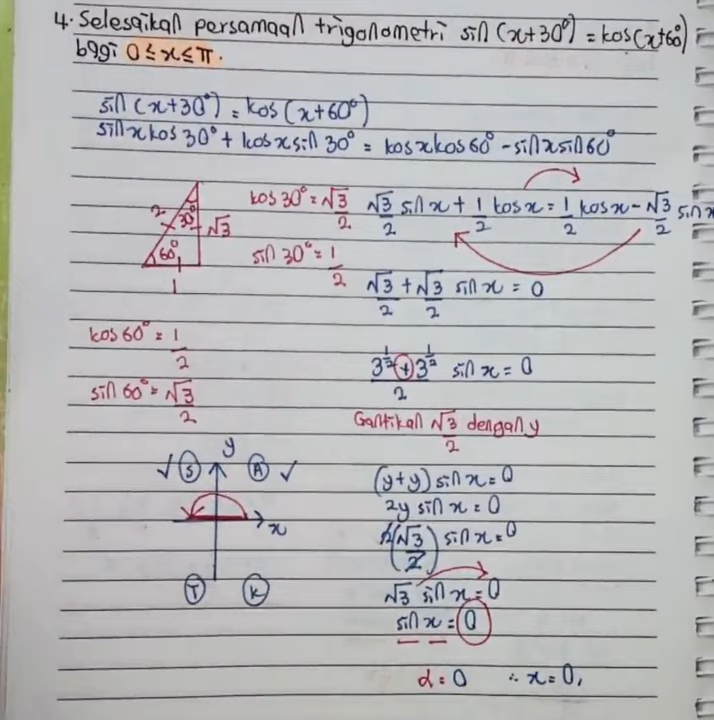 4. Selesaikan persamaan trigonometri sin (x+30°) = kos(x+60°)
bagi 0 ≤ x ≤ π.
sin (x+30°) = kos (x+60°)
sin x kos 30° + kos x sin 30° = kos x kos 60° - sin x sin 60°
2 30° √3 60° 1
kos 30° = √3/2
√3/2 sin x + 1/2 kos x = 1/2 kos x - √3/2 sin x
sin 30° = 1/2
√3/2 + √3/2 sin x = 0
kos 60° = 1/2
(3^½ + 3^½)/2 sin x = 0
sin 60° = √3/2
Gantikan √3/2 dengan y
y
√ S A √
x
T K
(y+y) sin x = 0
2y sin x = 0
2(√3/2) sin x = 0
√3 sin x = 0
sin x = 0
α = 0 ∴ x = 0,